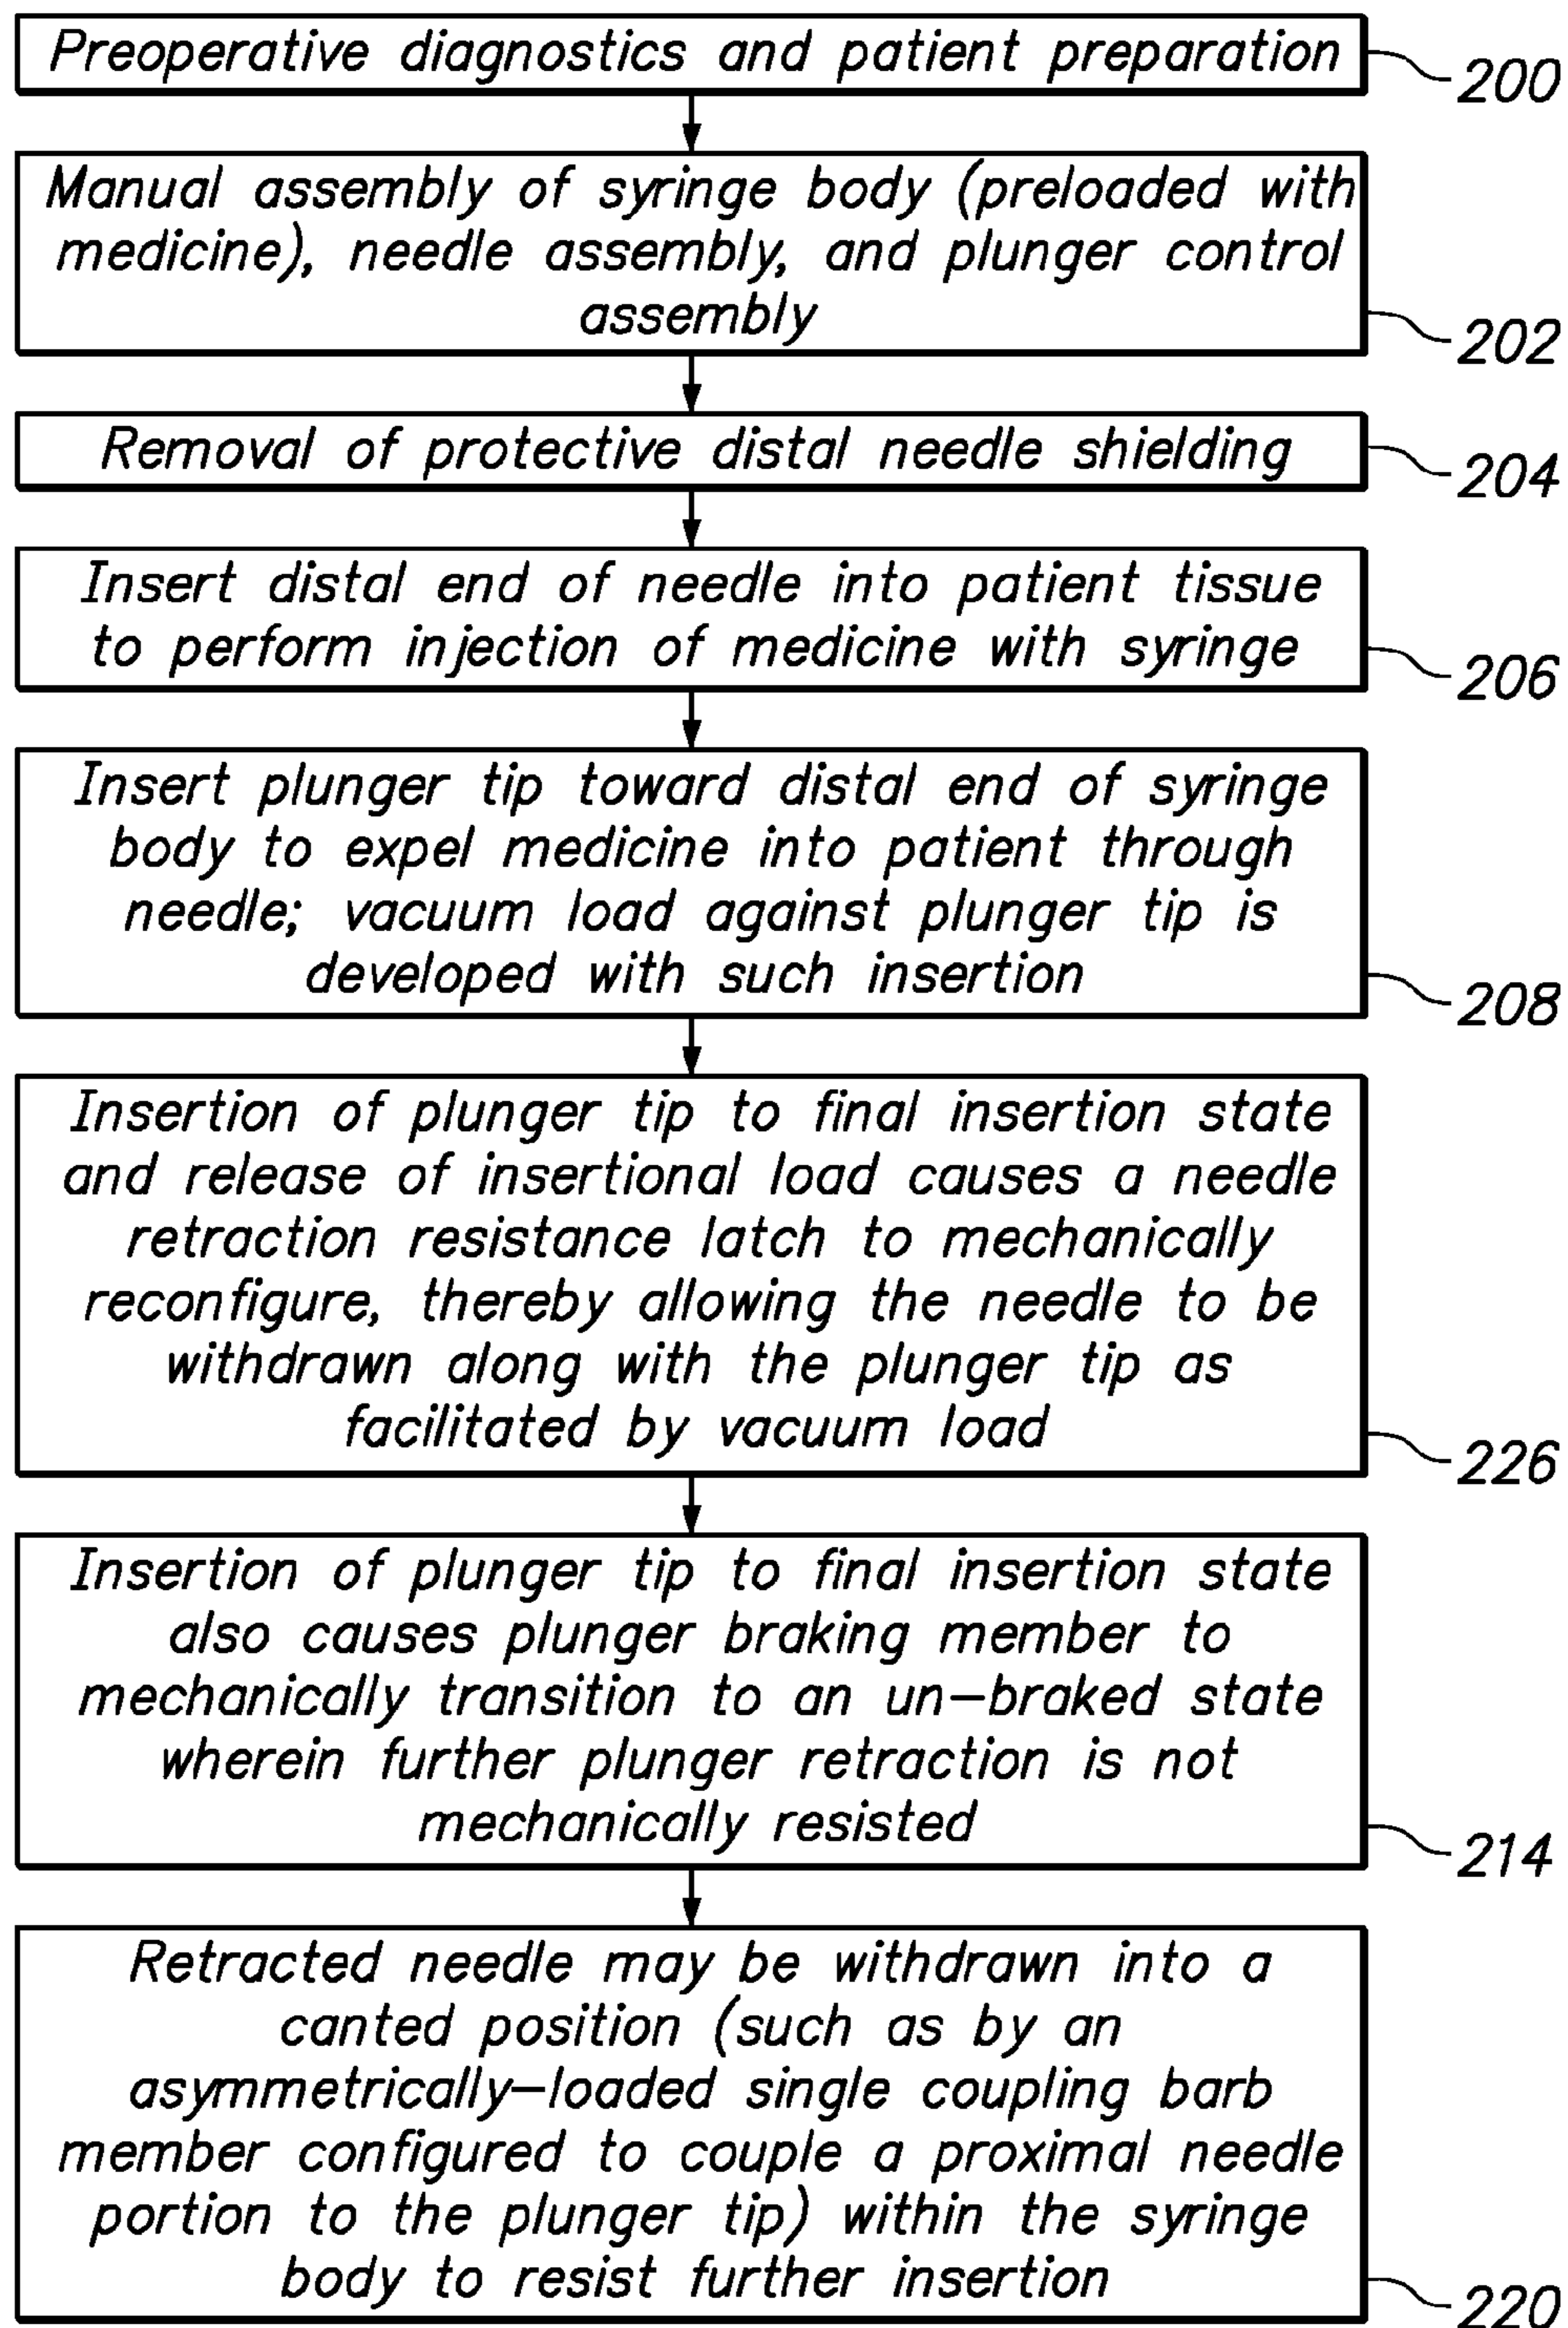 Preoperative diagnostics and patient preparation
200
Manual assembly of syringe body (preloaded with
medicine), needle assembly, and plunger control
assembly
202
Removal of protective distal needle shielding
204
Insert distal end of needle into patient tissue
to perform injection of medicine with syringe
206
Insert plunger tip toward distal end of syringe
body to expel medicine into patient through
needle; vacuum load against plunger tip is
developed with such insertion
208
Insertion of plunger tip to final insertion state
and release of insertional load causes a needle
retraction resistance latch to mechanically
reconfigure, thereby allowing the needle to be
withdrawn along with the plunger tip as
facilitated by vacuum load
226
Insertion of plunger tip to final insertion state
also causes plunger braking member to
mechanically transition to an un-braked state
wherein further plunger retraction is not
mechanically resisted
214
Retracted needle may be withdrawn into a
canted position (such as by an
asymmetrically-loaded single coupling barb
member configured to couple a proximal needle
portion to the plunger tip) within the syringe
body to resist further insertion
220